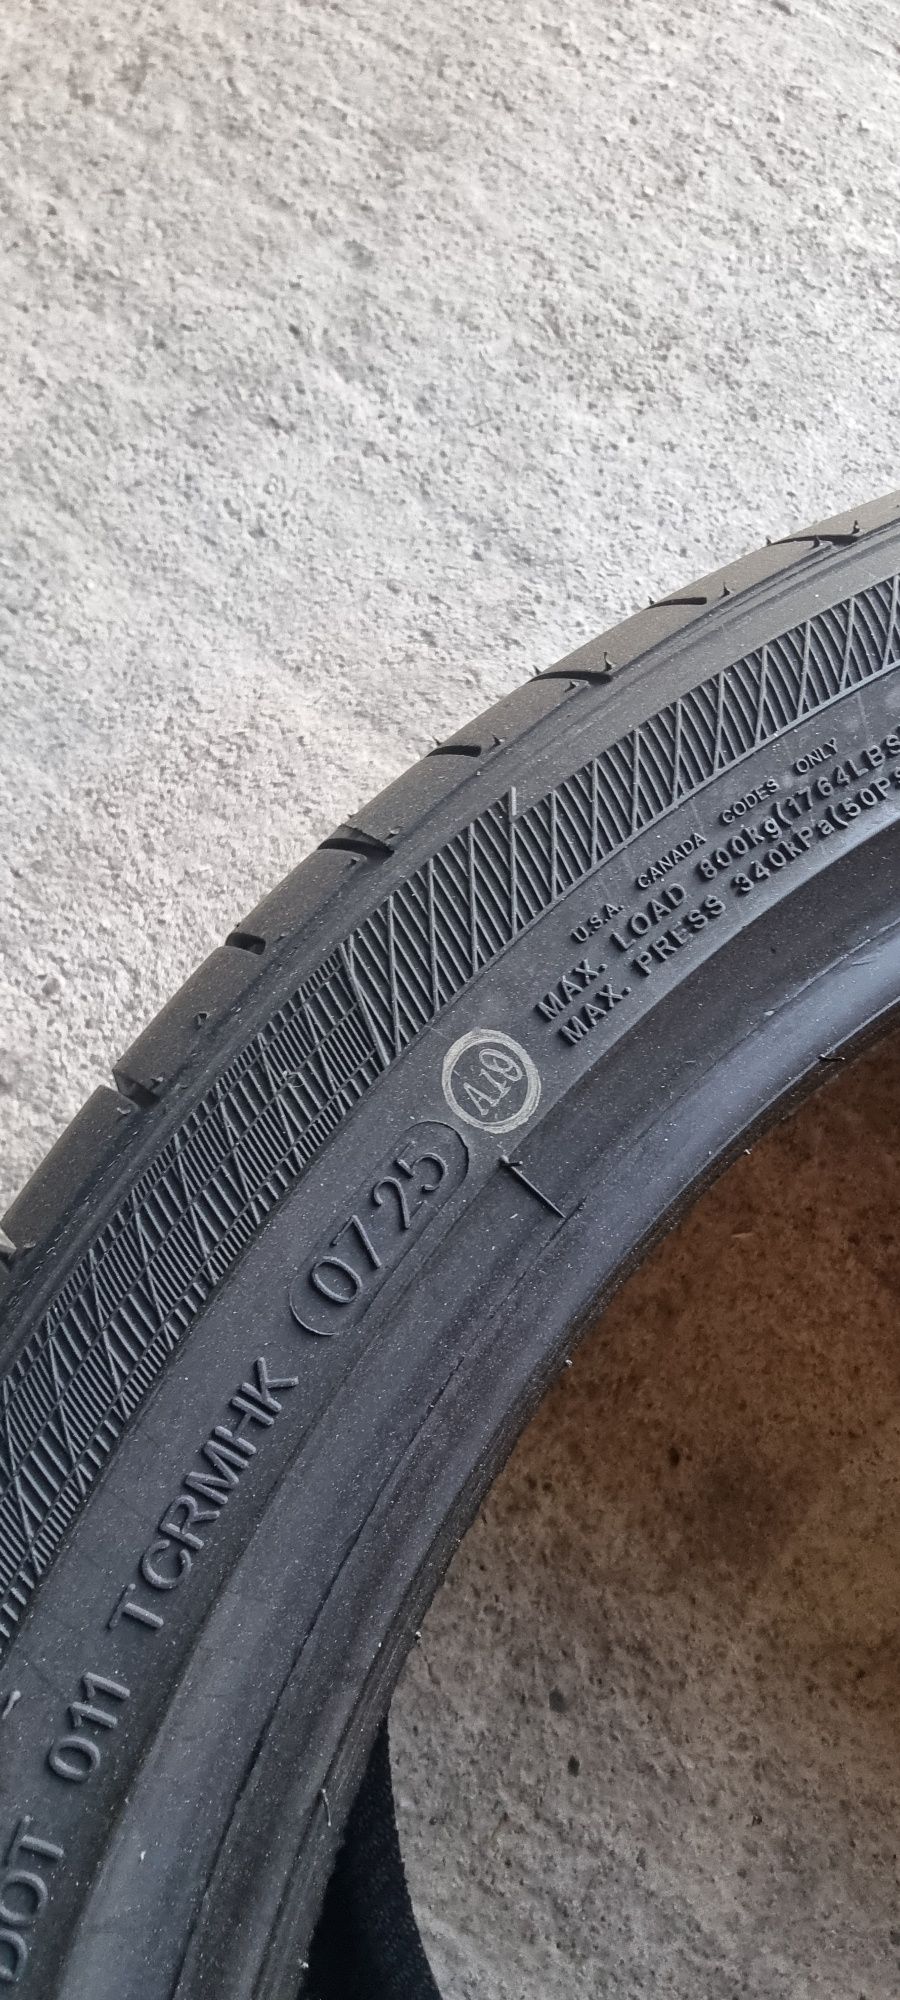 U.S.A. CANADA CODES ONLY
MAX. LOAD 800kg(1764LBS
MAX. PRESS 340kPa(50PS
A19
DOT 011 TCRMHK 0725